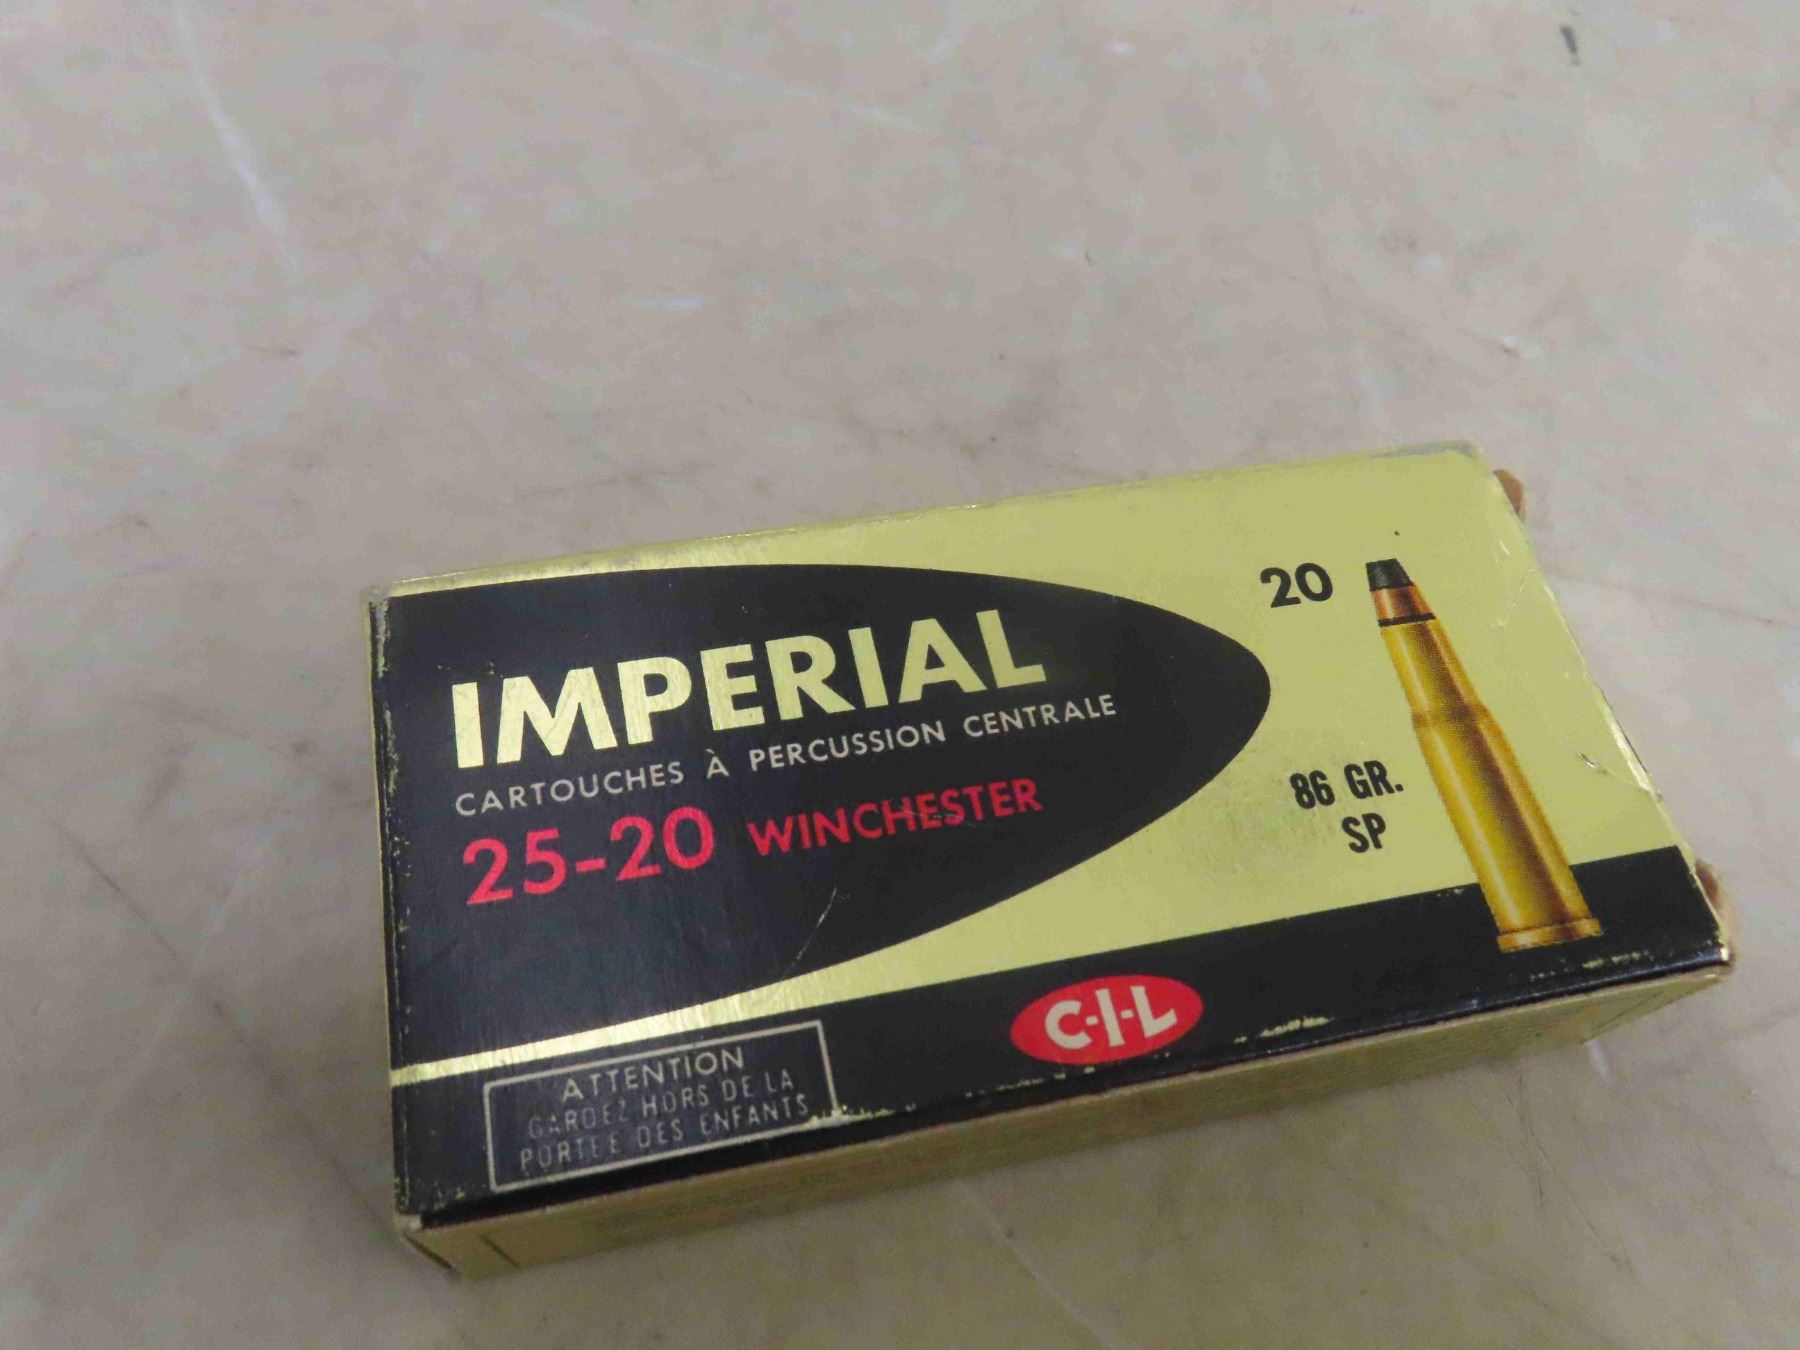 IMPERIAL
CARTOUCHES À PERCUSSION CENTRALE
25-20 WINCHESTER
20
86 GR.
SP
C-I-L
ATTENTION
GARDEZ HORS DE LA
PORTEE DES ENFANTS